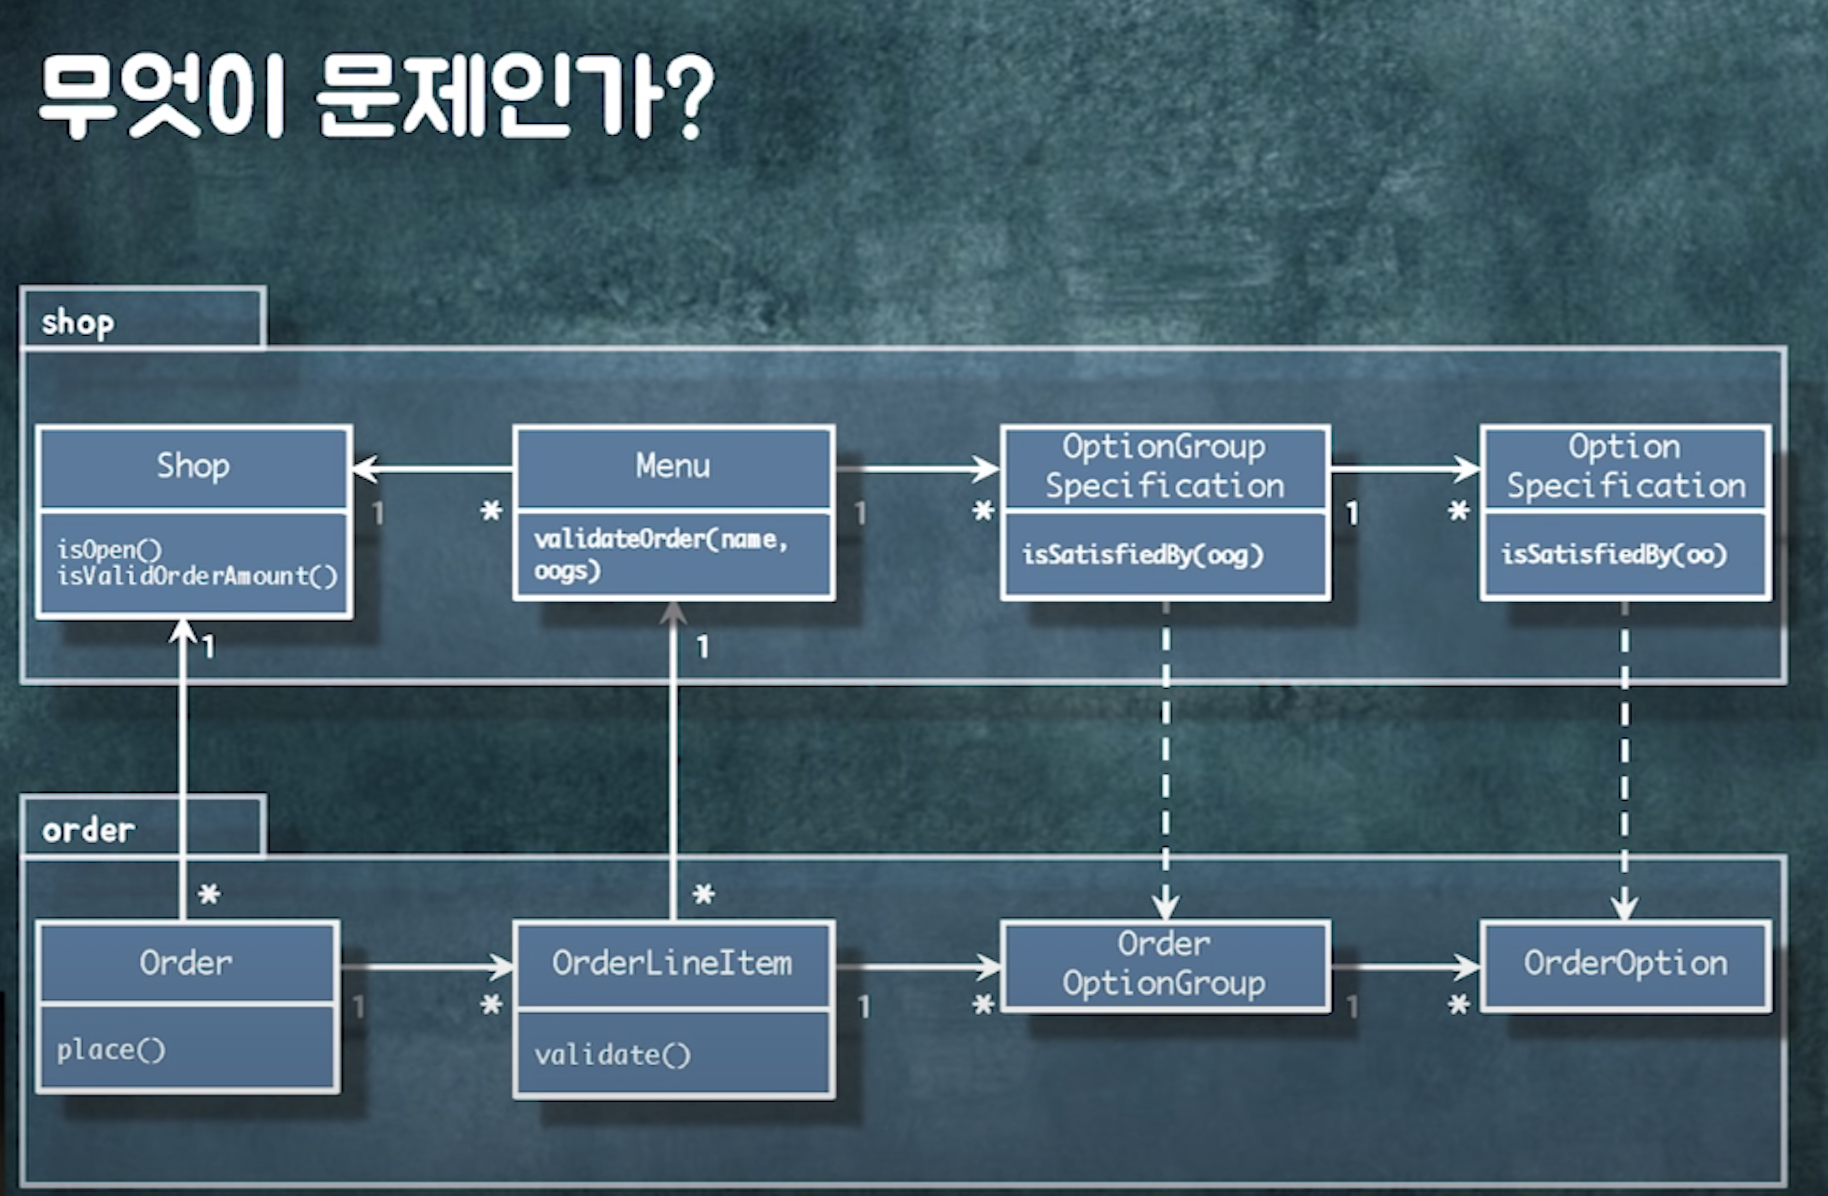 무엇이 문제인가?
shop
Shop
isOpen()
isValidOrderAmount()
1
*
Menu
validateOrder(name,
oogs)
1
*
OptionGroup
Specification
isSatisfiedBy(oog)
1
*
Option
Specification
isSatisfiedBy(oo)
1
1
order
*
*
Order
place()
1
*
OrderLineItem
validate()
1
*
Order
OptionGroup
1
*
OrderOption